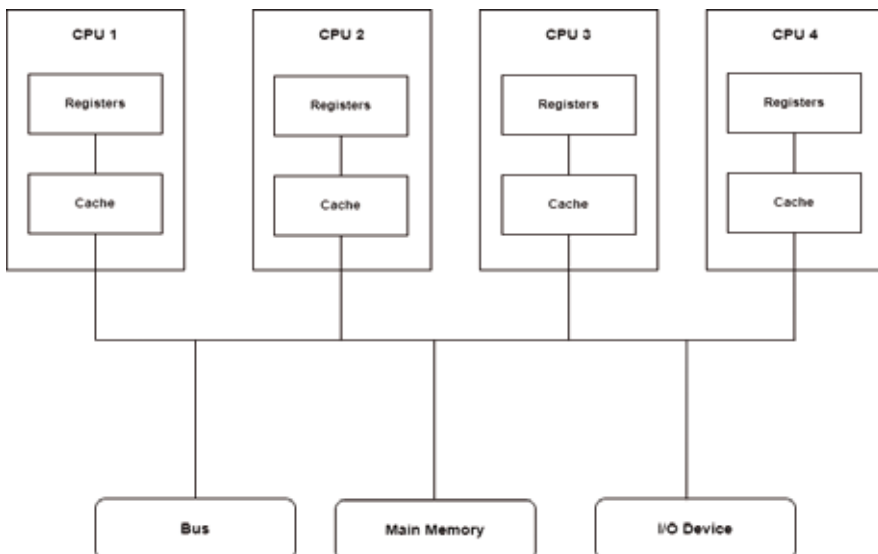 CPU 1
CPU 2
CPU 3
CPU 4
Registers
Registers
Registers
Registers
Cache
Cache
Cache
Cache
Bus
Main Memory
I/O Device